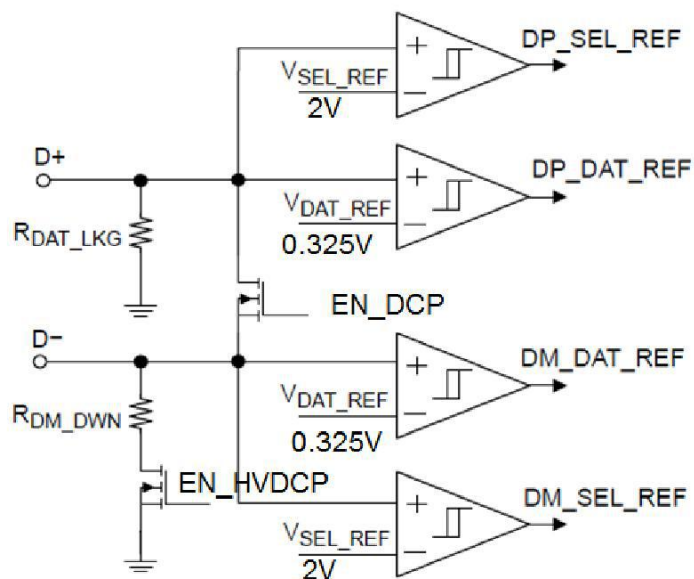 DP_SEL_REF
VSEL_REF
2V
D+
DP_DAT_REF
VDAT_REF
0.325V
RDAT_LKG
EN_DCP
D−
DM_DAT_REF
VDAT_REF
0.325V
RDM_DWN
EN_HVDCP
DM_SEL_REF
VSEL_REF
2V